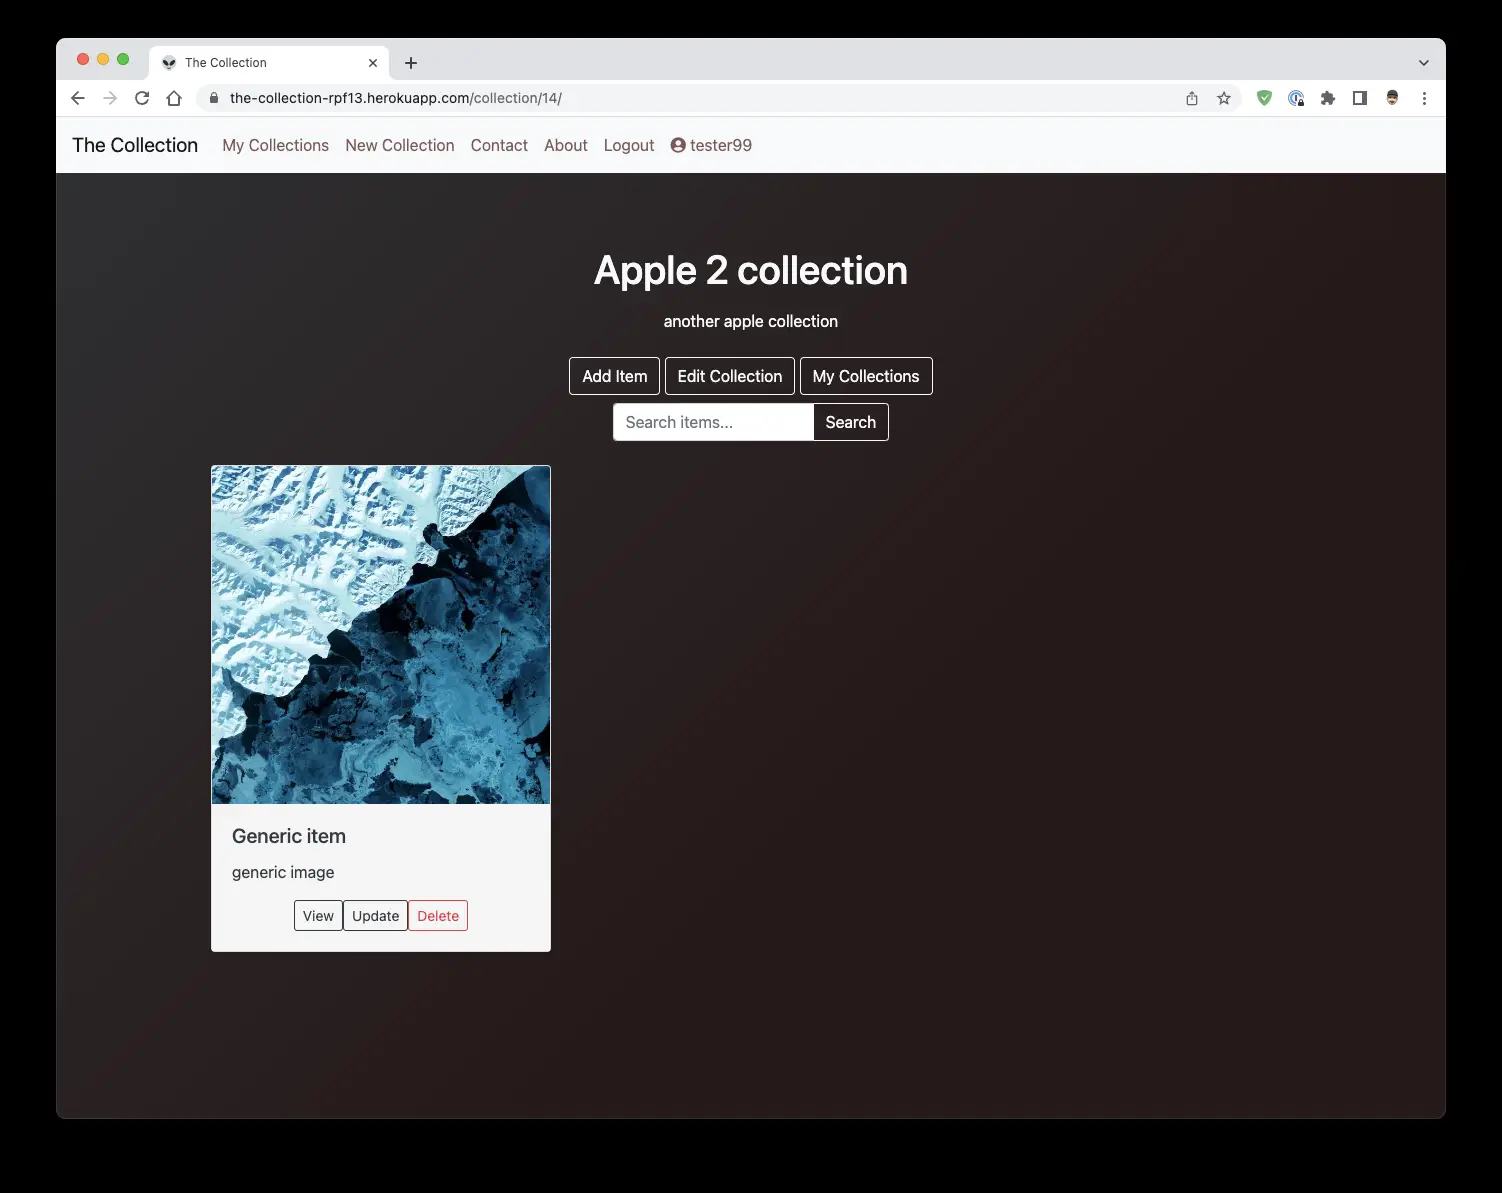 The Collection
the-collection-rpf13.herokuapp.com/collection/14/
The Collection My Collections New Collection Contact About Logout tester99
Apple 2 collection
another apple collection
Add Item Edit Collection My Collections
Search items... Search
Generic item
generic image
View Update Delete